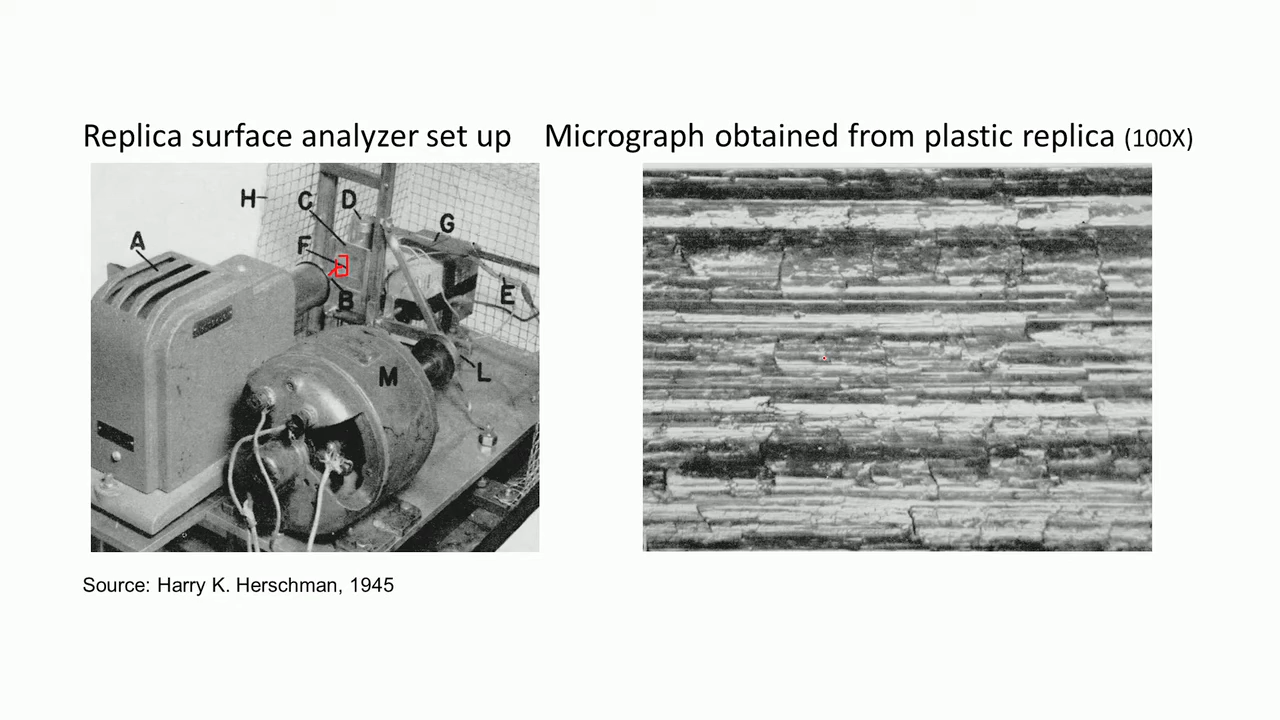 Replica surface analyzer set up
Micrograph obtained from plastic replica (100X)
H
C
D
G
A
F
B
E
M
L
Source: Harry K. Herschman, 1945